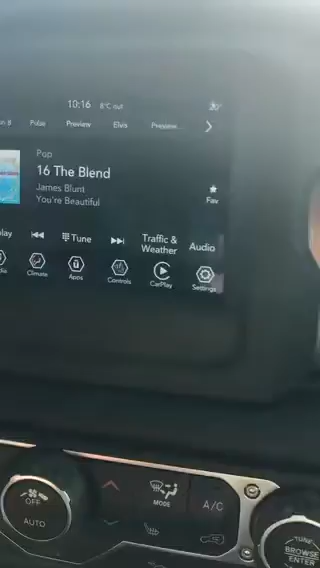 10:16 8°C out
Polas Preview Elvis Preview...
Pop
16 The Blend
James Blunt
You're Beautiful
Fav
Tune
Traffic &
Weather
Audio
Climate
Apps
Controls
CarPlay
Settings
OFF
AUTO
MODE
A/C
TUNE
BROWSE
ENTER